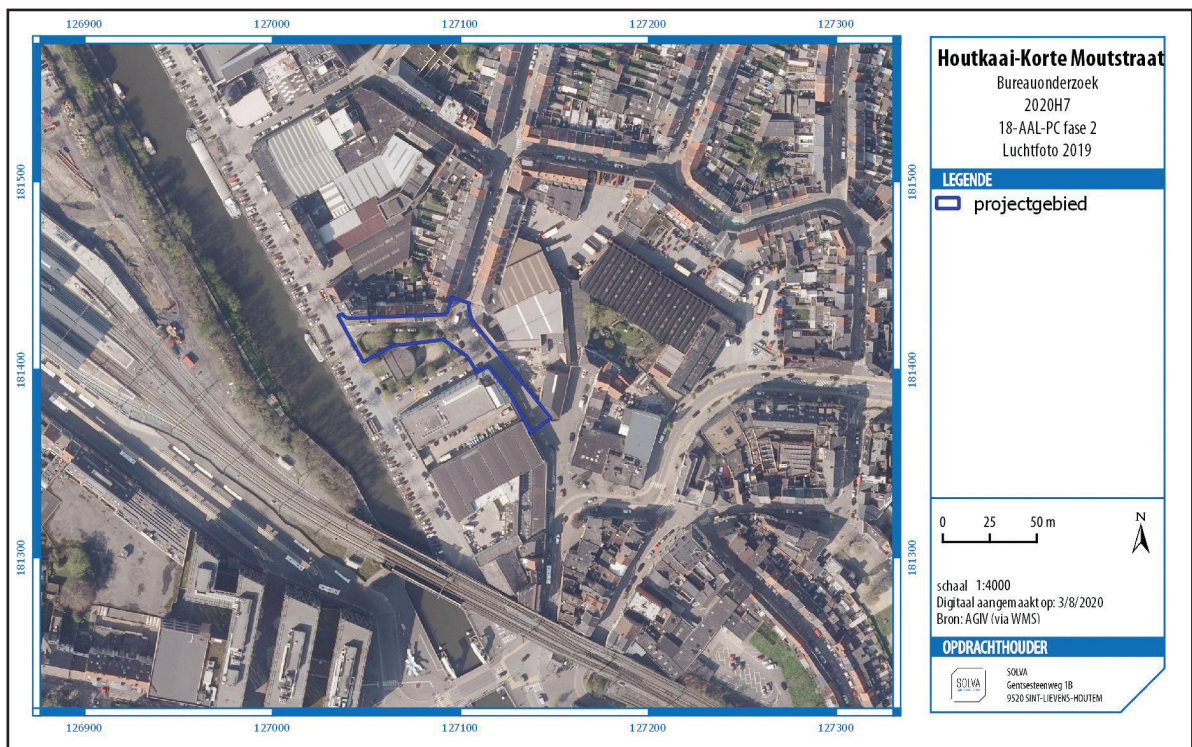 126900 127000 127100 127200 127300
181500 181500
181400 181400
181300 181300
126900 127000 127100 127200 127300
Houtkaai-Korte Moutstraat
Bureauonderzoek
2020H7
18-AAL-PC fase 2
Luchtfoto 2019
LEGENDE
projectgebied
0 25 50 m
N
schaal 1:4000
Digitaal aangemaakt op: 3/8/2020
Bron: AGIV (via WMS)
OPDRACHTHOUDER
SOLVA
SOLVA
Gentsesteenweg 1B
9520 SINT-LIEVENS-HOUTEM